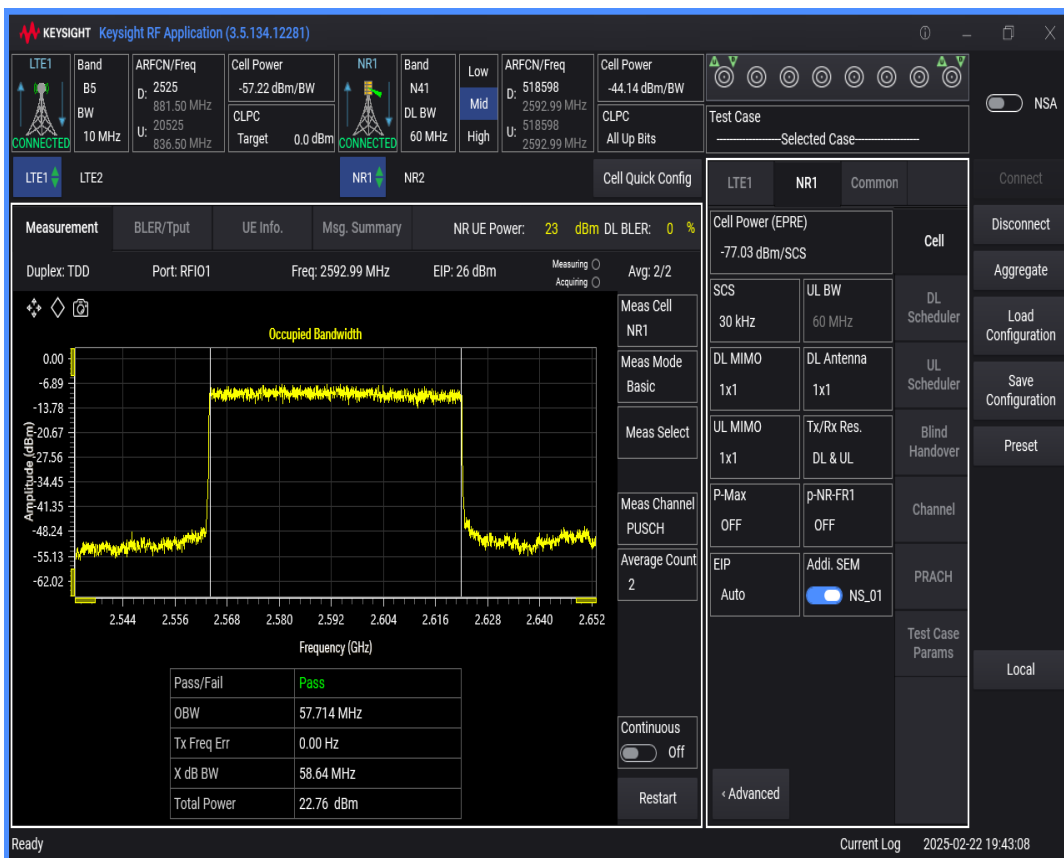 KEYSIGHT Keysight RF Application (3.5.134.12281)
LTE1
CONNECTED
Band
B5
BW
10 MHz
ARFCN/Freq
D: 2525
881.50 MHz
U: 20525
836.50 MHz
Cell Power
-57.22 dBm/BW
CLPC
Target 0.0 dBm
NR1
CONNECTED
Band
N41
DL BW
60 MHz
Low
Mid
High
ARFCN/Freq
D: 518598
2592.99 MHz
U: 518598
2592.99 MHz
Cell Power
-44.14 dBm/BW
CLPC
All Up Bits
Test Case
----------------Selected Case----------------
NSA
LTE1 LTE2 NR1 NR2 Cell Quick Config
Measurement BLER/Tput UE Info. Msg. Summary NR UE Power: 23 dBm DL BLER: 0 %
Duplex: TDD Port: RFIO1 Freq: 2592.99 MHz EIP: 26 dBm Measuring Avg: 2/2
Acquiring
Occupied Bandwidth
Amplitude (dBm)
0.00
-6.89
-13.78
-20.67
-27.56
-34.45
-41.35
-48.24
-55.13
-62.02
2.544 2.556 2.568 2.580 2.592 2.604 2.616 2.628 2.640 2.652
Frequency (GHz)
Pass/Fail Pass
OBW 57.714 MHz
Tx Freq Err 0.00 Hz
X dB BW 58.64 MHz
Total Power 22.76 dBm
Meas Cell
NR1
Meas Mode
Basic
Meas Select
Meas Channel
PUSCH
Average Count
2
Continuous
Off
Restart
LTE1 NR1 Common
Cell Power (EPRE)
-77.03 dBm/SCS
SCS
30 kHz
UL BW
60 MHz
DL MIMO
1x1
DL Antenna
1x1
UL MIMO
1x1
Tx/Rx Res.
DL & UL
P-Max
OFF
p-NR-FR1
OFF
EIP
Auto
Addi. SEM
NS_01
‹ Advanced
Cell
DL
Scheduler
UL
Scheduler
Blind
Handover
Channel
PRACH
Test Case
Params
Connect
Disconnect
Aggregate
Load
Configuration
Save
Configuration
Preset
Local
Ready Current Log 2025-02-22 19:43:08